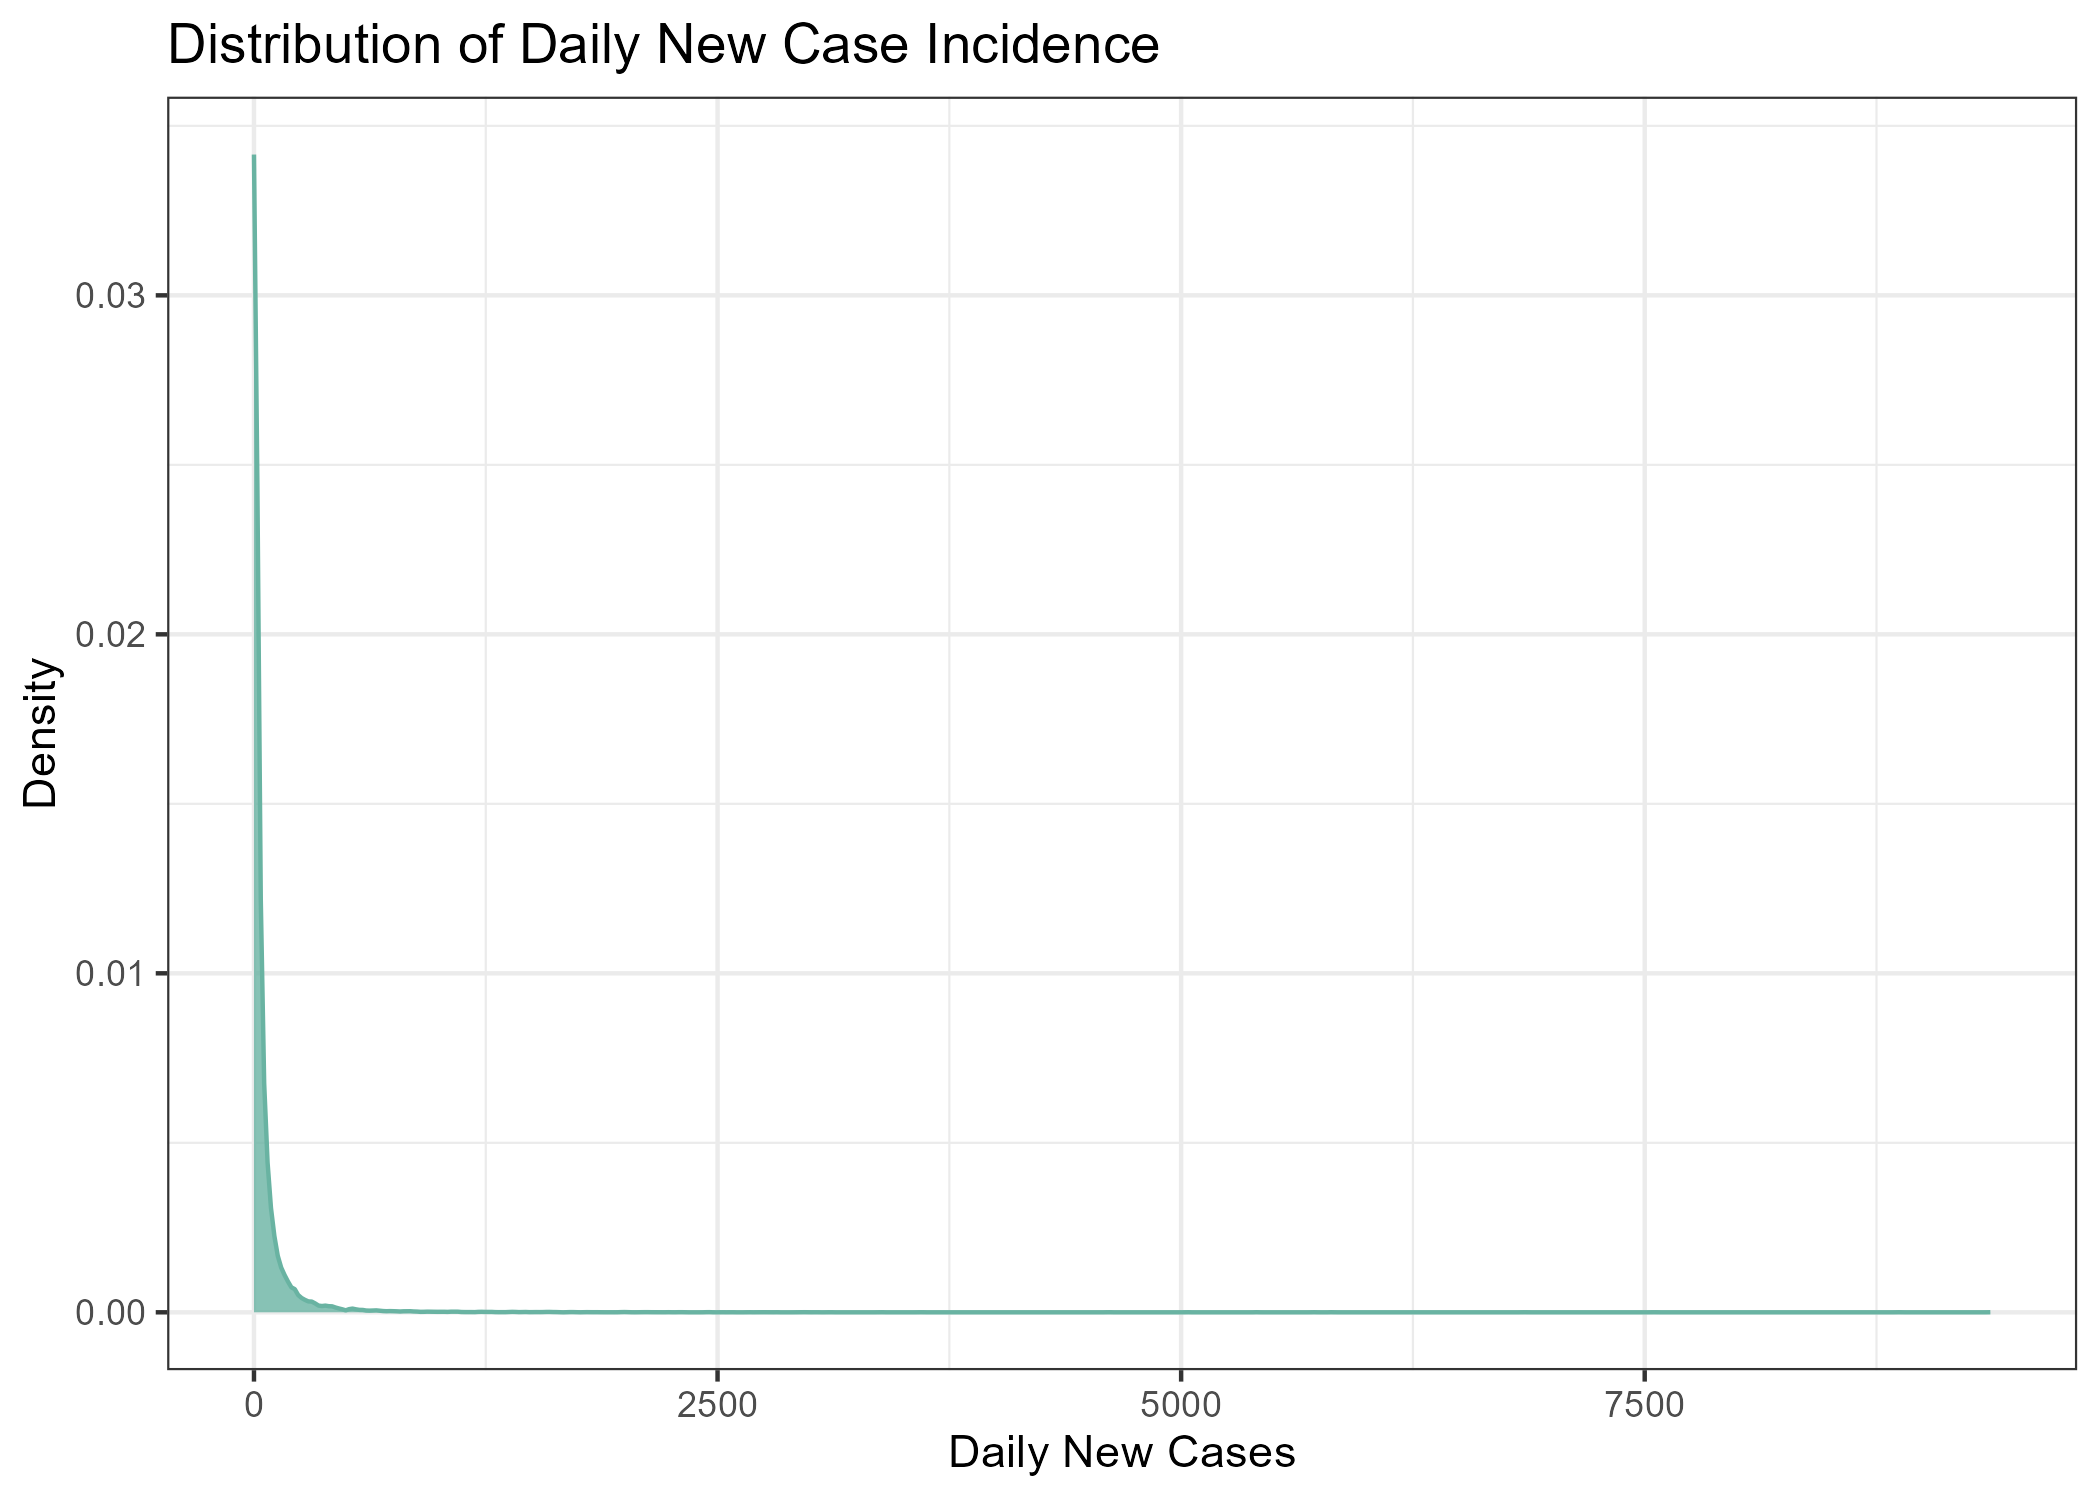 Distribution of Daily New Case Incidence
Density
0.03
0.02
0.01
0.00
0 2500 5000 7500
Daily New Cases